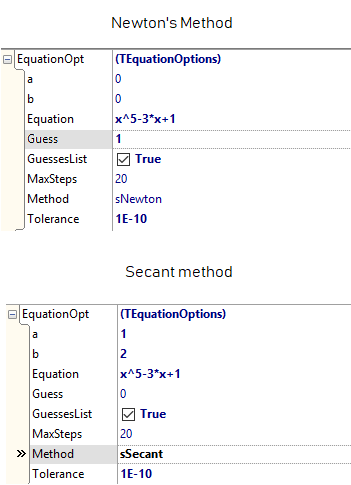 Newton's Method
EquationOpt (TEquationOptions)
a 0
b 0
Equation x^5-3*x+1
Guess 1
GuessesList True
MaxSteps 20
Method sNewton
Tolerance 1E-10
Secant method
EquationOpt (TEquationOptions)
a 1
b 2
Equation x^5-3*x+1
Guess 0
GuessesList True
MaxSteps 20
» Method sSecant
Tolerance 1E-10